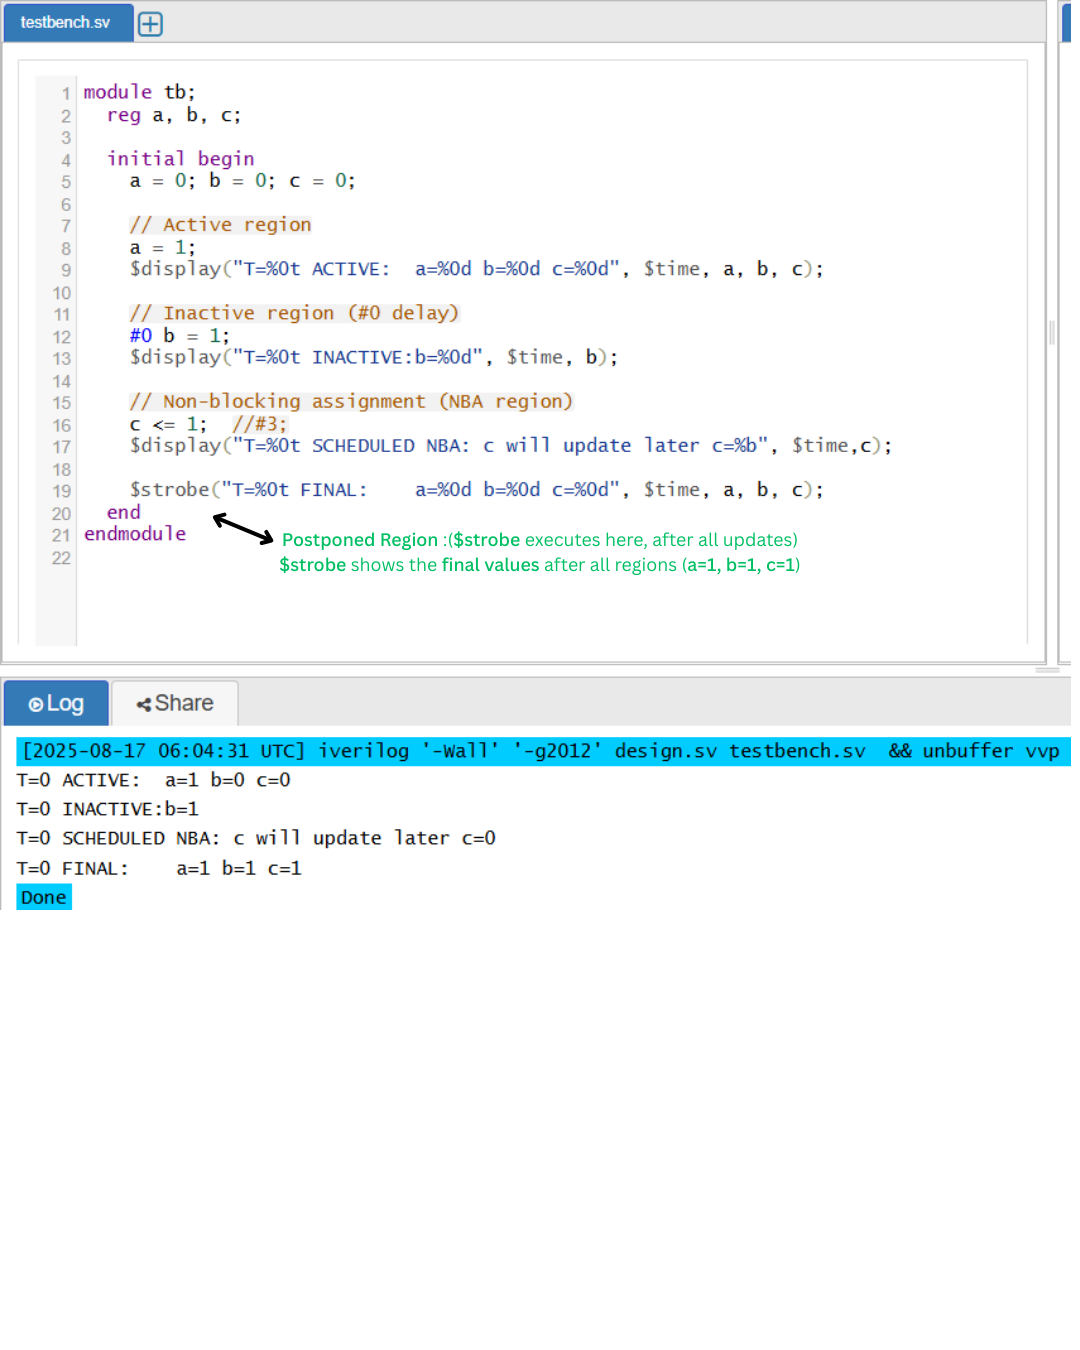 testbench.sv
1 module tb;
2 reg a, b, c;
3
4 initial begin
5 a = 0; b = 0; c = 0;
6
7 // Active region
8 a = 1;
9 $display("T=%0t ACTIVE:  a=%0d b=%0d c=%0d", $time, a, b, c);
10
11 // Inactive region (#0 delay)
12 #0 b = 1;
13 $display("T=%0t INACTIVE:b=%0d", $time, b);
14
15 // Non-blocking assignment (NBA region)
16 c <= 1;  //#3;
17 $display("T=%0t SCHEDULED NBA: c will update later c=%b", $time,c);
18
19 $strobe("T=%0t FINAL:    a=%0d b=%0d c=%0d", $time, a, b, c);
20 end
21 endmodule
22
Postponed Region :($strobe executes here, after all updates)
$strobe shows the final values after all regions (a=1, b=1, c=1)
Log
Share
[2025-08-17 06:04:31 UTC] iverilog '-Wall' '-g2012' design.sv testbench.sv  && unbuffer vvp
T=0 ACTIVE:  a=1 b=0 c=0
T=0 INACTIVE:b=1
T=0 SCHEDULED NBA: c will update later c=0
T=0 FINAL:    a=1 b=1 c=1
Done